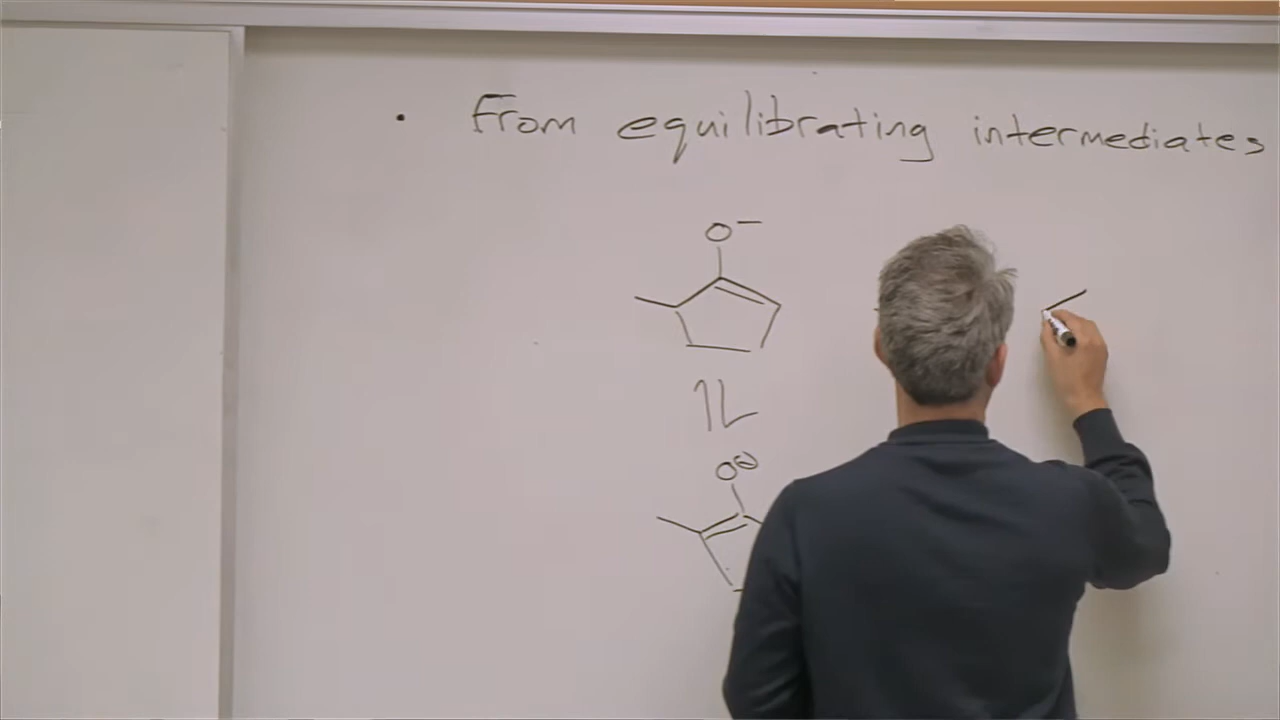 • From equilibrating intermediates
O −
O ⊖